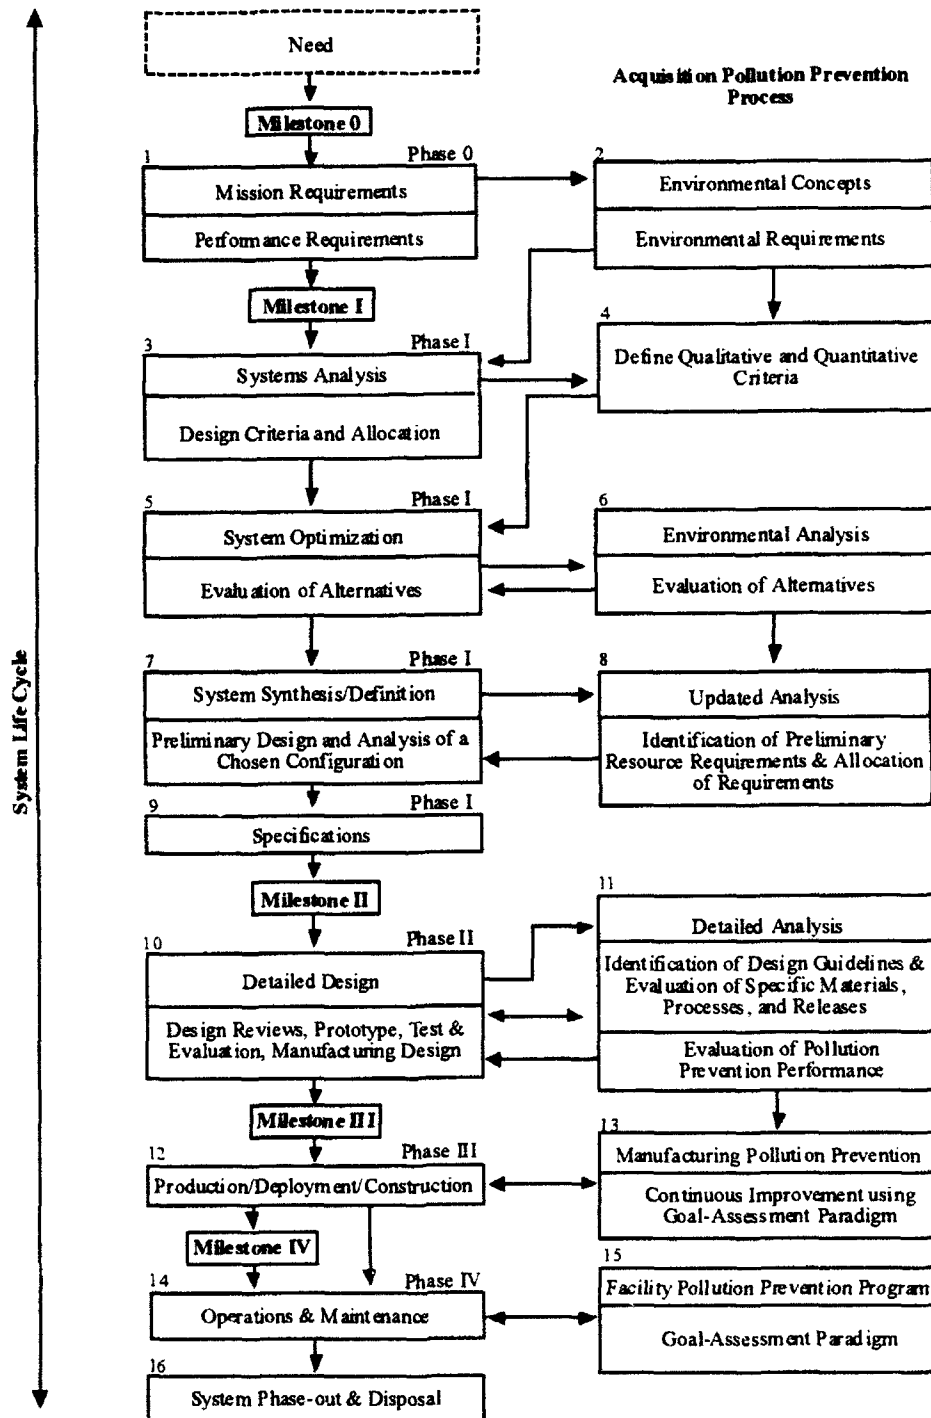 Need
Acquisition Pollution Prevention
Process
Milestone 0
1
Phase 0
2
Mission Requirements
Environmental Concepts
Performance Requirements
Environmental Requirements
Milestone I
3
Phase I
4
Systems Analysis
Define Qualitative and Quantitative
Criteria
Design Criteria and Allocation
5
Phase I
6
System Optimization
Environmental Analysis
Evaluation of Alternatives
Evaluation of Alternatives
7
Phase I
8
System Synthesis/Definition
Updated Analysis
Preliminary Design and Analysis of a
Chosen Configuration
Identification of Preliminary
Resource Requirements & Allocation
of Requirements
9
Phase I
Specifications
Milestone II
11
10
Phase II
Detailed Analysis
Detailed Design
Identification of Design Guidelines &
Evaluation of Specific Materials,
Processes, and Releases
Design Reviews, Prototype, Test &
Evaluation, Manufacturing Design
Evaluation of Pollution
Prevention Performance
Milestone III
13
12
Phase III
Manufacturing Pollution Prevention
Production/Deployment/Construction
Continuous Improvement using
Goal-Assessment Paradigm
Milestone IV
15
14
Phase IV
Facility Pollution Prevention Program
Operations & Maintenance
Goal-Assessment Paradigm
16
System Phase-out & Disposal
System Life Cycle